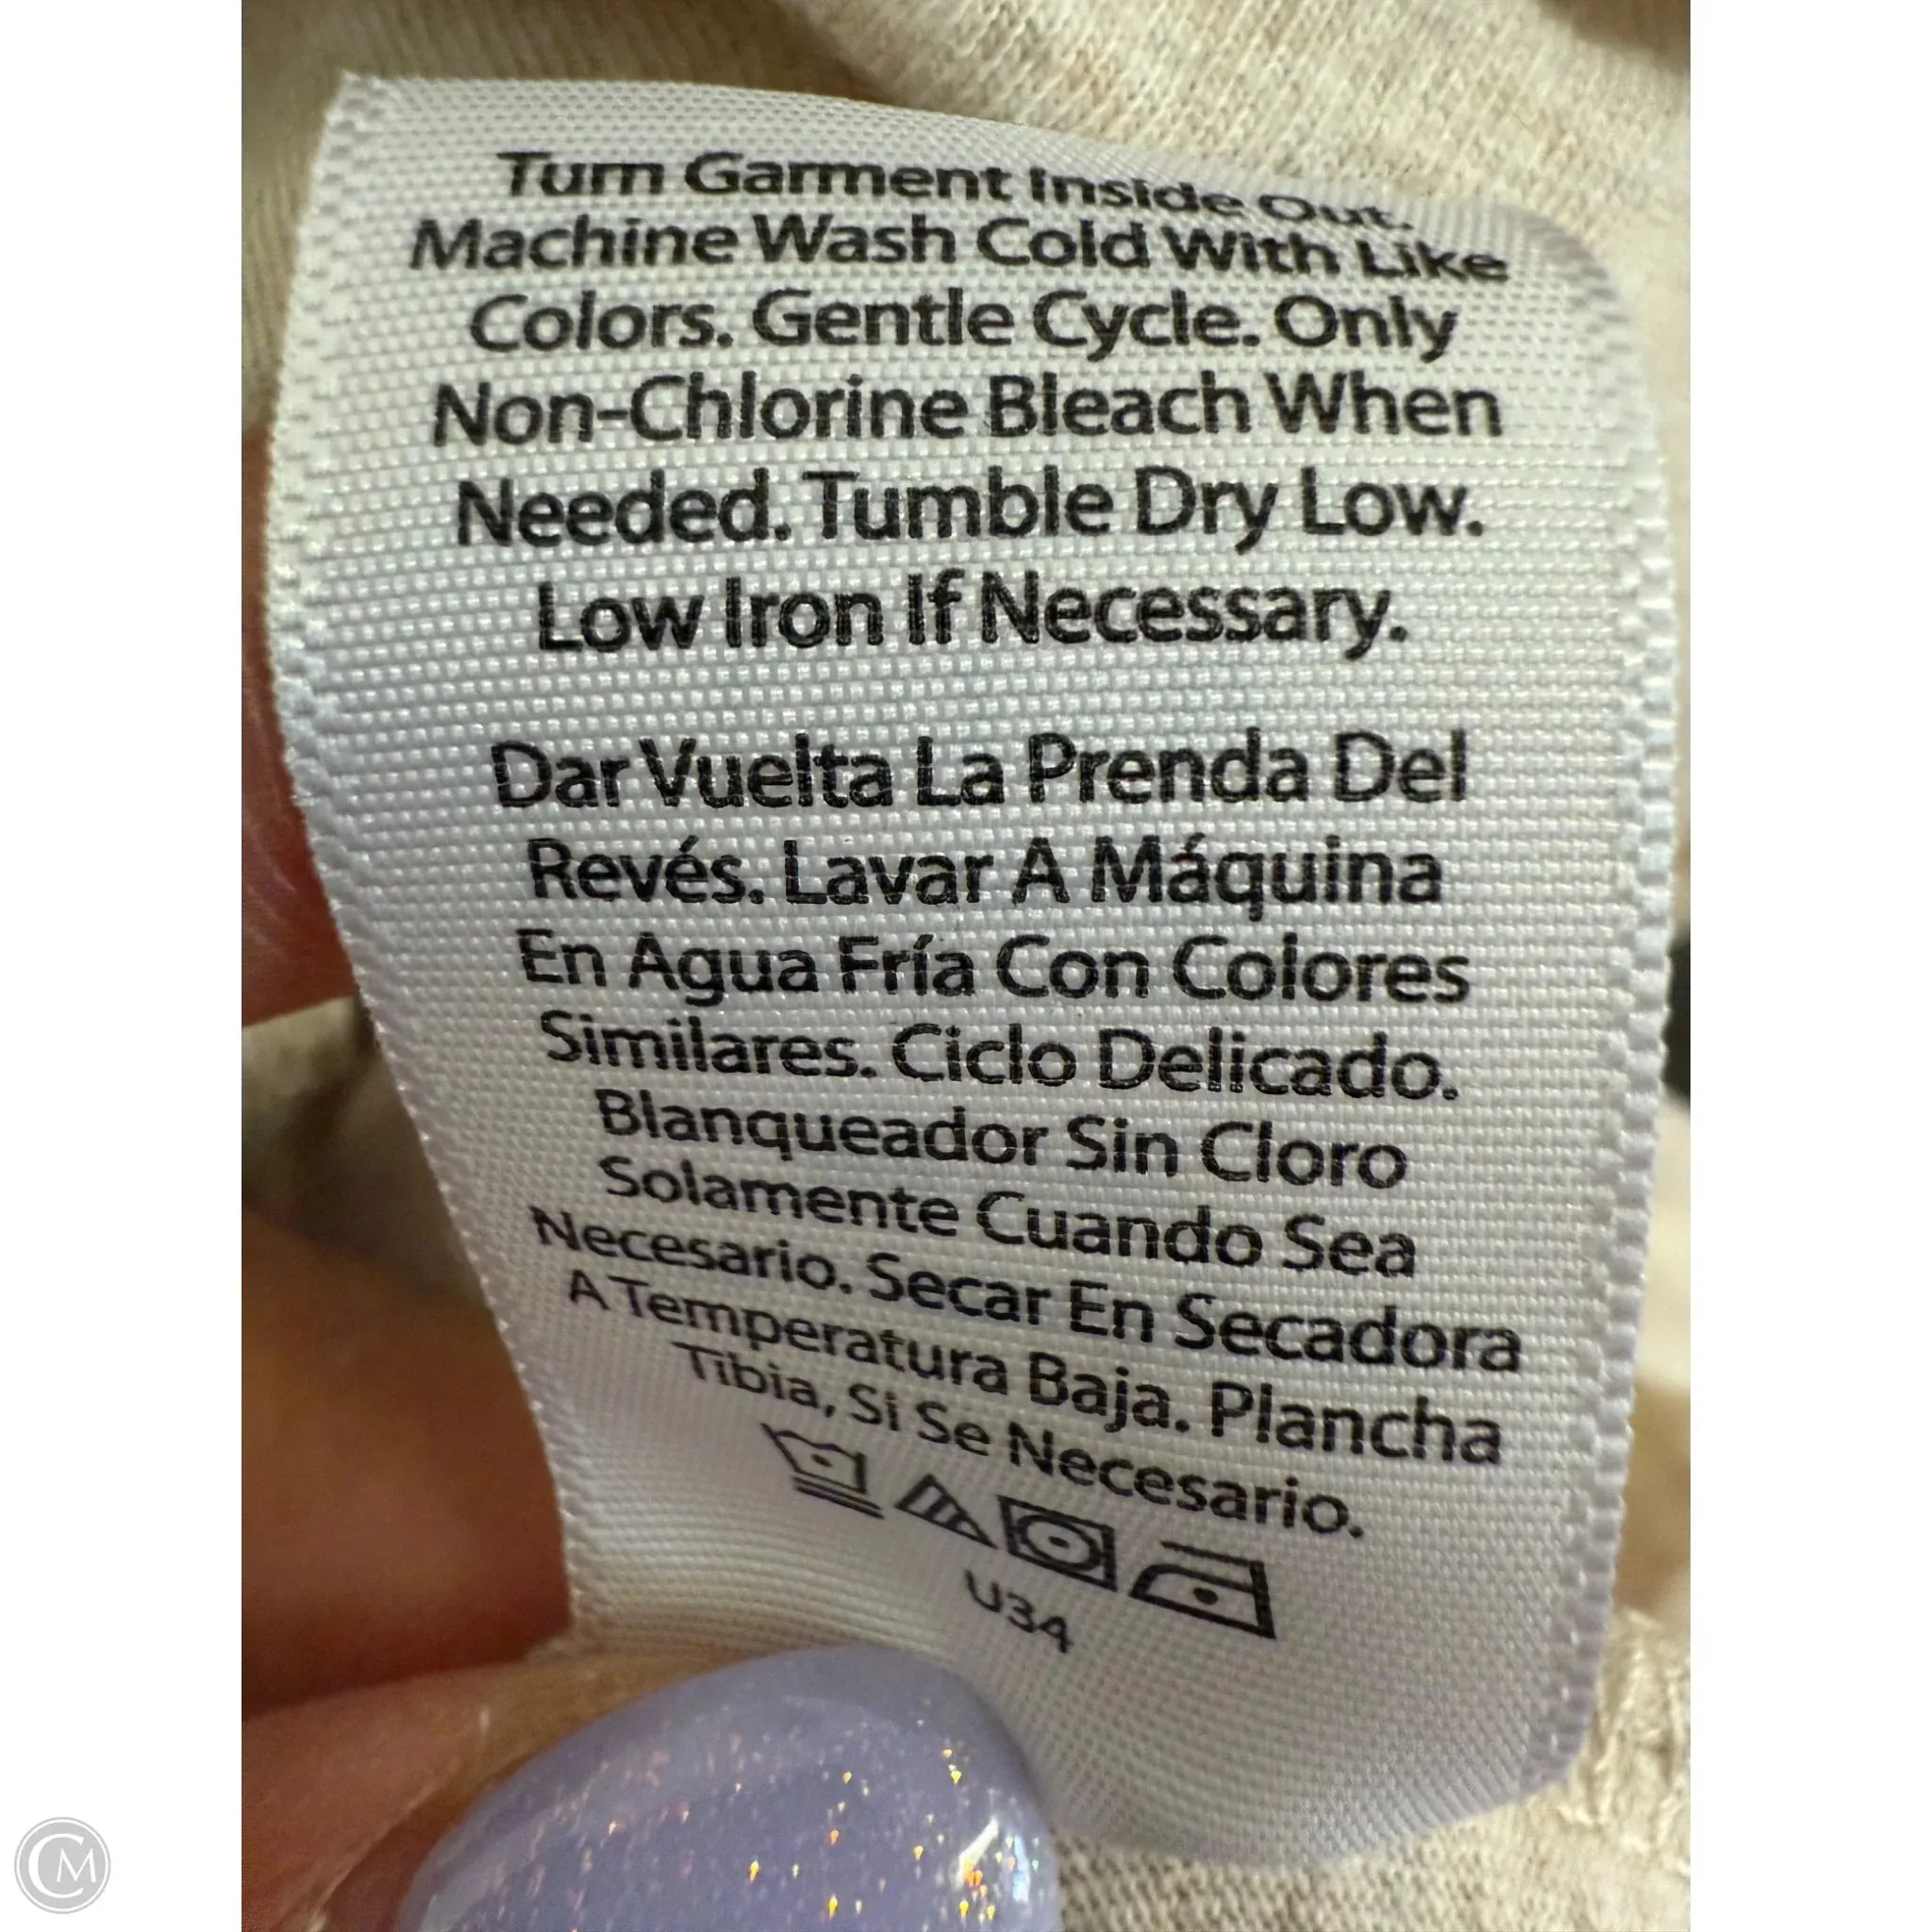 Turn Garment Inside Out.
Machine Wash Cold With Like
Colors. Gentle Cycle. Only
Non-Chlorine Bleach When
Needed. Tumble Dry Low.
Low Iron If Necessary.
Dar Vuelta La Prenda Del
Revés. Lavar A Máquina
En Agua Fría Con Colores
Similares. Ciclo Delicado.
Blanqueador Sin Cloro
Solamente Cuando Sea
Necesario. Secar En Secadora
A Temperatura Baja. Plancha
Tibia, Si Se Necesario.
U34
CM